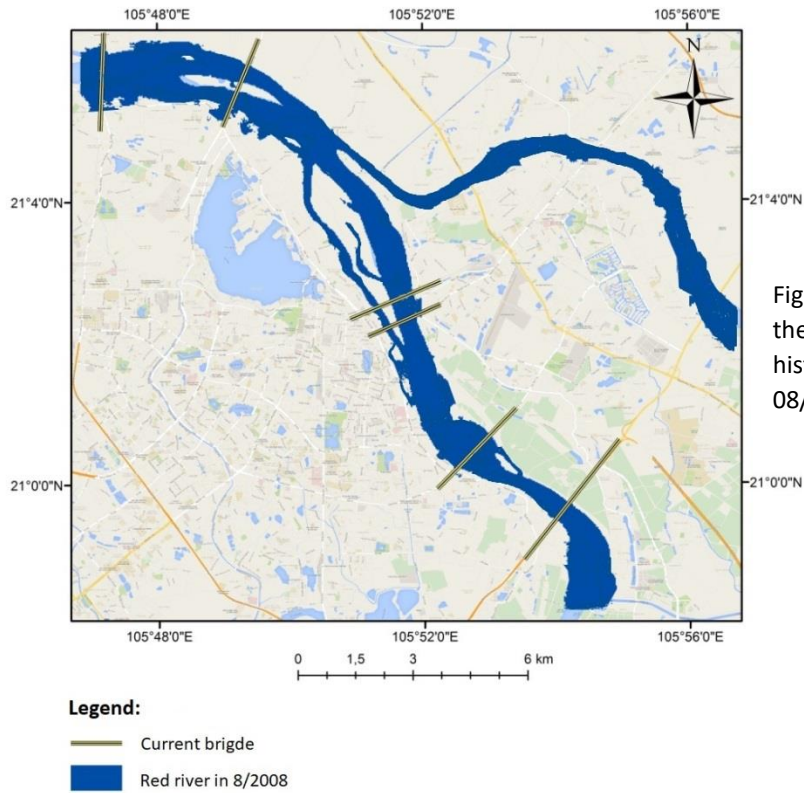 105°48'0"E 105°52'0"E 105°56'0"E
N
21°4'0"N 21°4'0"N
Fig
the
hist
08/
21°0'0"N 21°0'0"N
105°48'0"E 105°52'0"E 105°56'0"E
0 1,5 3 6 km
Legend:
Current brigde
Red river in 8/2008